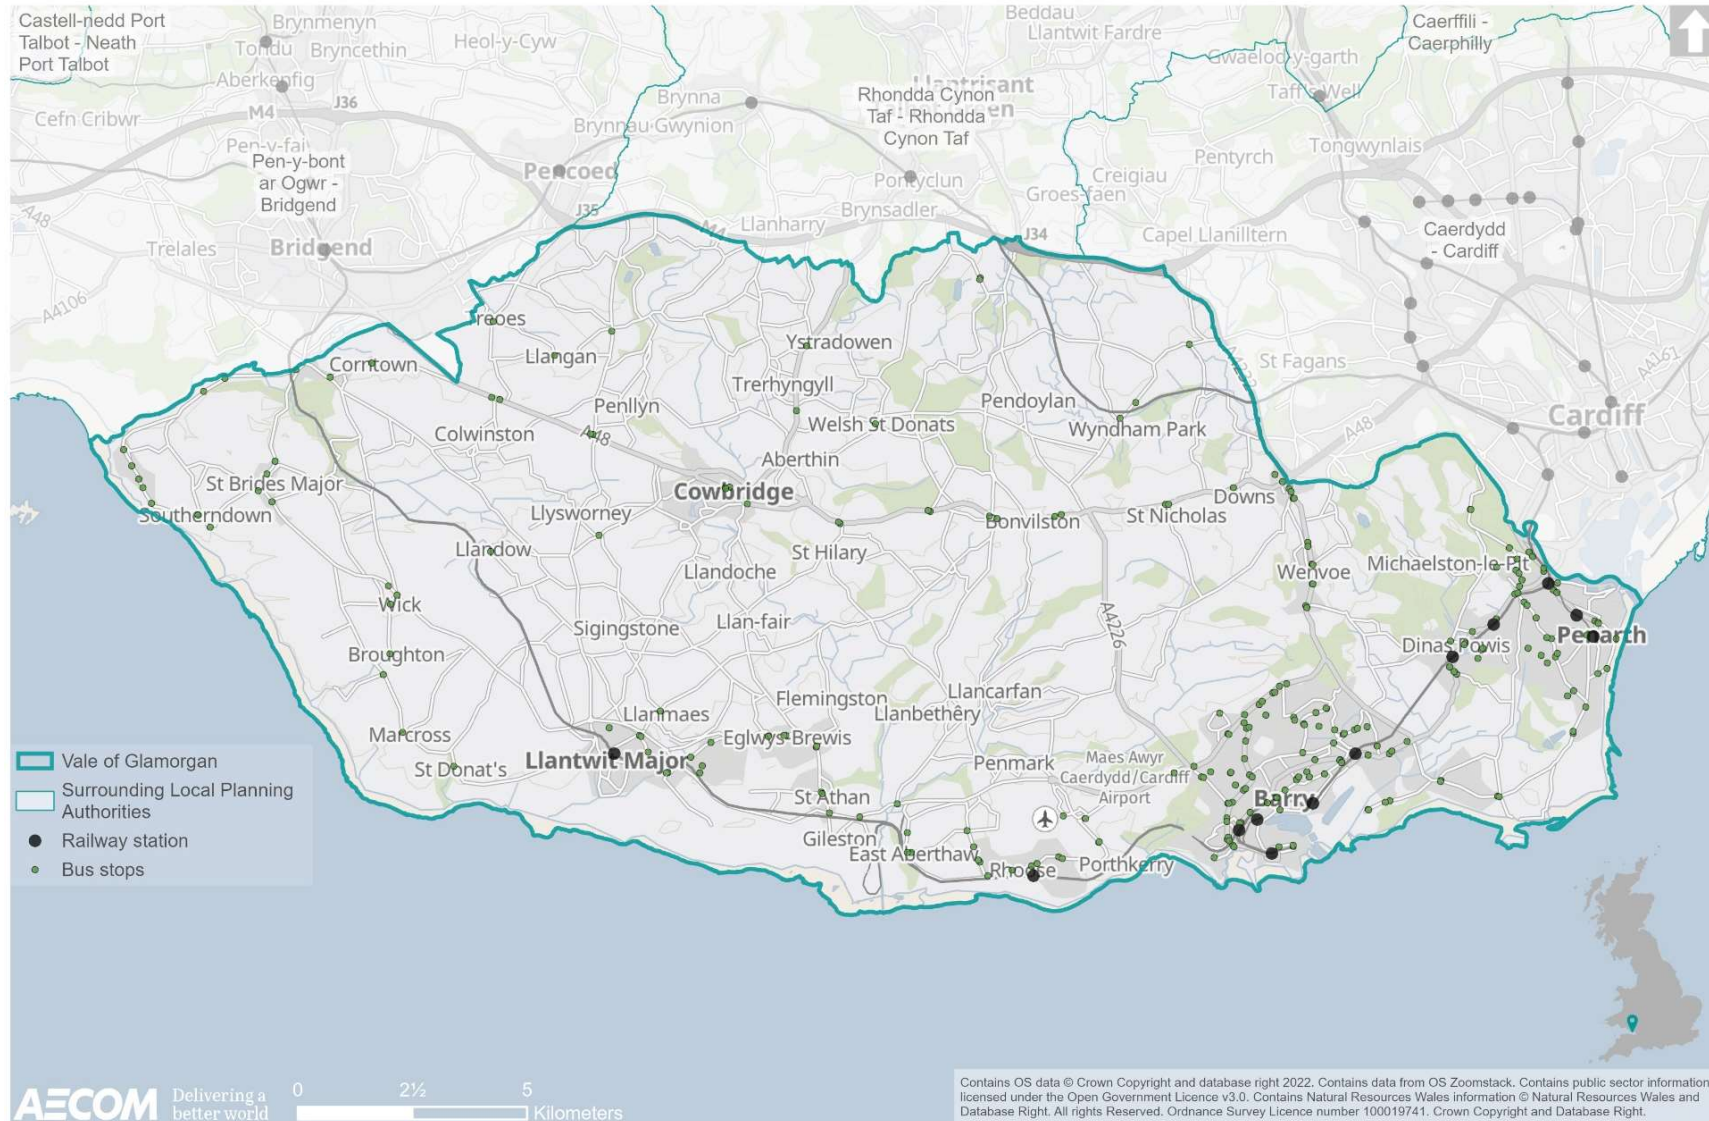 Castell-nedd Port
Talbot - Neath
Port Talbot
Brynmenyn
Tondu
Bryncethin
Heol-y-Cyw
Beddau
Llantwit Fardre
Caerffili -
Caerphilly
Gwaelod-y-garth
Aberkenfig
Brynna
Rhondda Cynon
Taf - Rhondda
Cynon Taf
Taff's Well
J36
M4
Cefn Cribwr
Brynnau Gwynion
Pen-y-fai
Pen-y-bont
ar Ogwr -
Bridgend
Pencoed
Pontyclun
Creigiau
Pentyrch
Tongwynlais
Groes-faen
A48
J35
Brynsadler
Llanharry
M4
J34
Capel Llanilltern
Caerdydd
- Cardiff
Trelales
Bridgend
A4106
Treoes
Llangan
Corntown
Ystradowen
Trerhyngyll
Penllyn
Pendoylan
A4232
St Fagans
A4161
Colwinston
A48
Welsh St Donats
Wyndham Park
A48
Cardiff
Aberthin
St Brides Major
Cowbridge
Downs
Southerndown
Llysworney
Bonvilston
St Nicholas
Llandow
St Hilary
Llandoche
Wenvoe
Michaelston-le-Pit
Wick
Sigingstone
Llan-fair
A4226
Broughton
Dinas Powis
Penarth
Flemingston
Llancarfan
Llanmaes
Llanbethêry
Marcross
Eglwys-Brewis
St Donat's
Llantwit Major
Penmark
Maes Awyr
Caerdydd/Cardiff
Airport
St Athan
Barry
Gileston
East Aberthaw
Rhoose
Porthkerry
Vale of Glamorgan
Surrounding Local Planning
Authorities
Railway station
Bus stops
AECOM
Delivering a
better world
0 2½ 5
Kilometers
Contains OS data © Crown Copyright and database right 2022. Contains data from OS Zoomstack. Contains public sector information
licensed under the Open Government Licence v3.0. Contains Natural Resources Wales information © Natural Resources Wales and
Database Right. All rights Reserved. Ordnance Survey Licence number 100019741. Crown Copyright and Database Right.